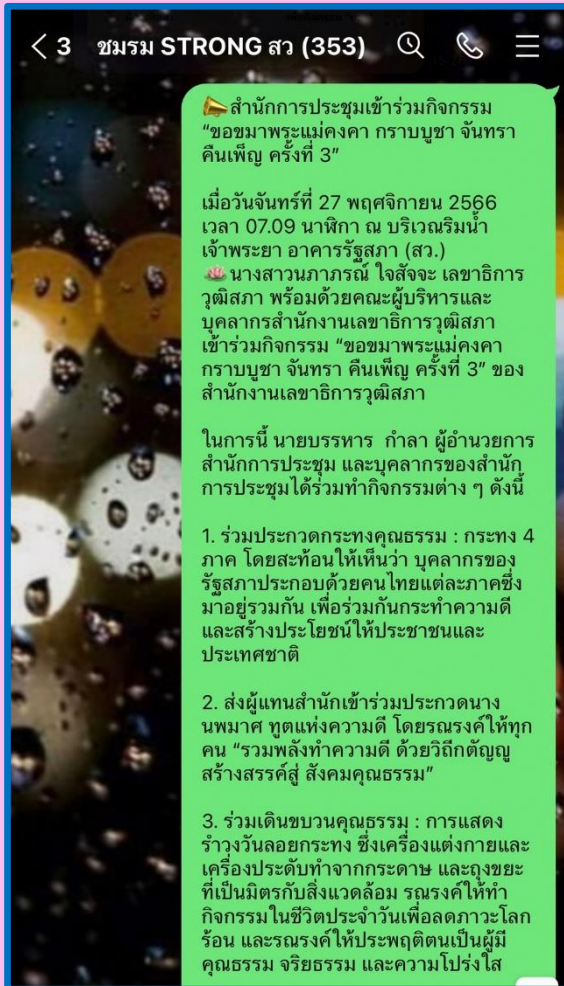 3 ชมรม STRONG สว (353)
สำนักการประชุมเข้าร่วมกิจกรรม
“ขอขมาพระแม่คงคา กราบบูชา จันทรา
คืนเพ็ญ ครั้งที่ 3”
เมื่อวันจันทร์ที่ 27 พฤศจิกายน 2566
เวลา 07.09 นาฬิกา ณ บริเวณริมน้ำ
เจ้าพระยา อาคารรัฐสภา (สว.)
นางสาวนภาภรณ์ ใจสัจจะ เลขาธิการ
วุฒิสภา พร้อมด้วยคณะผู้บริหารและ
บุคลากรสำนักงานเลขาธิการวุฒิสภา
เข้าร่วมกิจกรรม “ขอขมาพระแม่คงคา
กราบบูชา จันทรา คืนเพ็ญ ครั้งที่ 3” ของ
สำนักงานเลขาธิการวุฒิสภา
ในการนี้ นายบรรหาร กำลา ผู้อำนวยการ
สำนักการประชุม และบุคลากรของสำนัก
การประชุมได้ร่วมทำกิจกรรมต่าง ๆ ดังนี้
1. ร่วมประกวดกระทงคุณธรรม : กระทง 4
ภาค โดยสะท้อนให้เห็นว่า บุคลากรของ
รัฐสภาประกอบด้วยคนไทยแต่ละภาคซึ่ง
มาอยู่รวมกัน เพื่อร่วมกันกระทำความดี
และสร้างประโยชน์ให้ประชาชนและ
ประเทศชาติ
2. ส่งผู้แทนสำนักเข้าร่วมประกวดนาง
นพมาศ ทูตแห่งความดี โดยรณรงค์ให้ทุก
คน “รวมพลังทำความดี ด้วยวิถีกตัญญู
สร้างสรรค์สู่ สังคมคุณธรรม”
3. ร่วมเดินขบวนคุณธรรม : การแสดง
รำวงวันลอยกระทง ซึ่งเครื่องแต่งกายและ
เครื่องประดับทำจากกระดาษ และถุงขยะ
ที่เป็นมิตรกับสิ่งแวดล้อม รณรงค์ให้ทำ
กิจกรรมในชีวิตประจำวันเพื่อลดภาวะโลก
ร้อน และรณรงค์ให้ประพฤติตนเป็นผู้มี
คุณธรรม จริยธรรม และความโปร่งใส